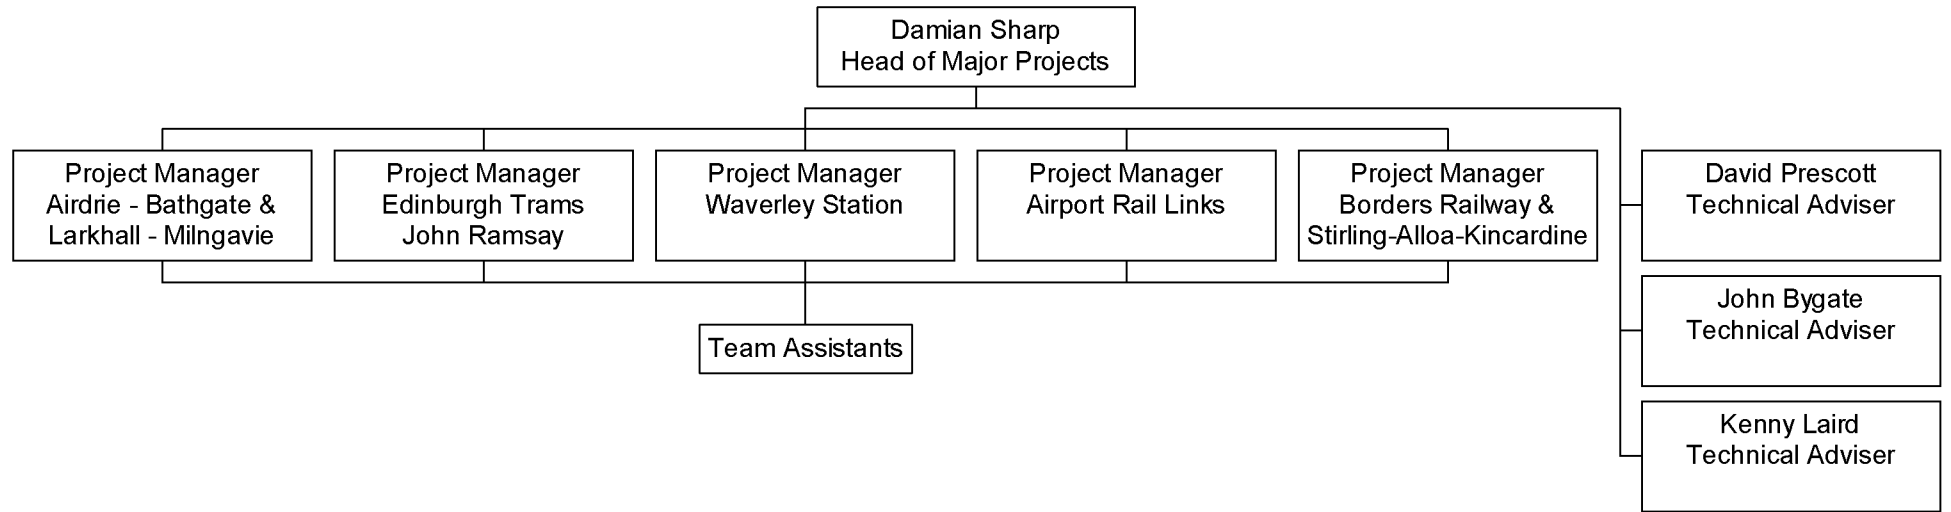 Damian Sharp
Head of Major Projects
Project Manager
Airdrie - Bathgate &
Larkhall - Milngavie
Project Manager
Edinburgh Trams
John Ramsay
Project Manager
Waverley Station
Project Manager
Airport Rail Links
Project Manager
Borders Railway &
Stirling-Alloa-Kincardine
David Prescott
Technical Adviser
John Bygate
Technical Adviser
Kenny Laird
Technical Adviser
Team Assistants